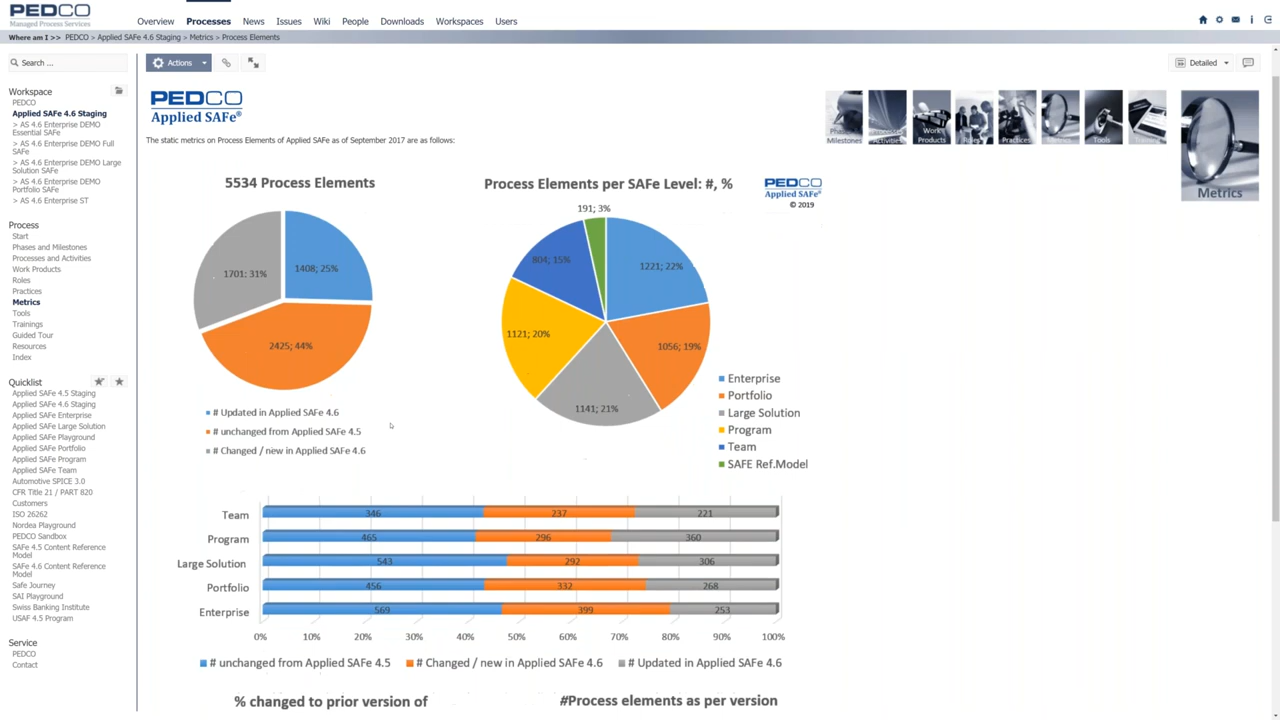 PEDCO
Managed Process Services
Overview Processes News Issues Wiki People Downloads Workspaces Users
Where am I >> PEDCO > Applied SAFe 4.6 Staging > Metrics > Process Elements
Search ...
Actions
Detailed
Workspace
PEDCO
Applied SAFe 4.6 Staging
> AS 4.6 Enterprise DEMO
Essential SAFe
> AS 4.6 Enterprise DEMO Full
SAFe
> AS 4.6 Enterprise DEMO Large
Solution SAFe
> AS 4.6 Enterprise DEMO
Portfolio SAFe
> AS 4.6 Enterprise ST
Process
Start
Phases and Milestones
Processes and Activities
Work Products
Roles
Practices
Metrics
Tools
Trainings
Guided Tour
Resources
Index
Quicklist
Applied SAFe 4.5 Staging
Applied SAFe 4.6 Staging
Applied SAFe Enterprise
Applied SAFe Large Solution
Applied SAFe Playground
Applied SAFe Portfolio
Applied SAFe Program
Applied SAFe Team
Automotive SPICE 3.0
CFR Title 21 / PART 820
Customers
ISO 26262
Nordea Playground
PEDCO Sandbox
SAFe 4.5 Content Reference
Model
SAFe 4.6 Content Reference
Model
Safe Journey
SAI Playground
Swiss Banking Institute
USAF 4.5 Program
Service
PEDCO
Contact
PEDCO
Applied SAFe®
The static metrics on Process Elements of Applied SAFe as of September 2017 are as follows:
Milestones
Activities
Work
Products
Roles
Practices
Metrics
Tools
Metrics
5534 Process Elements
1701; 31%
1408; 25%
2425; 44%
# Updated in Applied SAFe 4.6
# unchanged from Applied SAFe 4.5
# Changed / new in Applied SAFe 4.6
Process Elements per SAFe Level: #, %
PEDCO
Applied SAFe®
© 2019
191; 3%
804; 15%
1221; 22%
1121; 20%
1056; 19%
1141; 21%
Enterprise
Portfolio
Large Solution
Program
Team
SAFE Ref.Model
Team 346 237 221
Program 465 296 360
Large Solution 543 292 306
Portfolio 456 332 268
Enterprise 569 399 253
0% 10% 20% 30% 40% 50% 60% 70% 80% 90% 100%
# unchanged from Applied SAFe 4.5 # Changed / new in Applied SAFe 4.6 # Updated in Applied SAFe 4.6
% changed to prior version of
#Process elements as per version